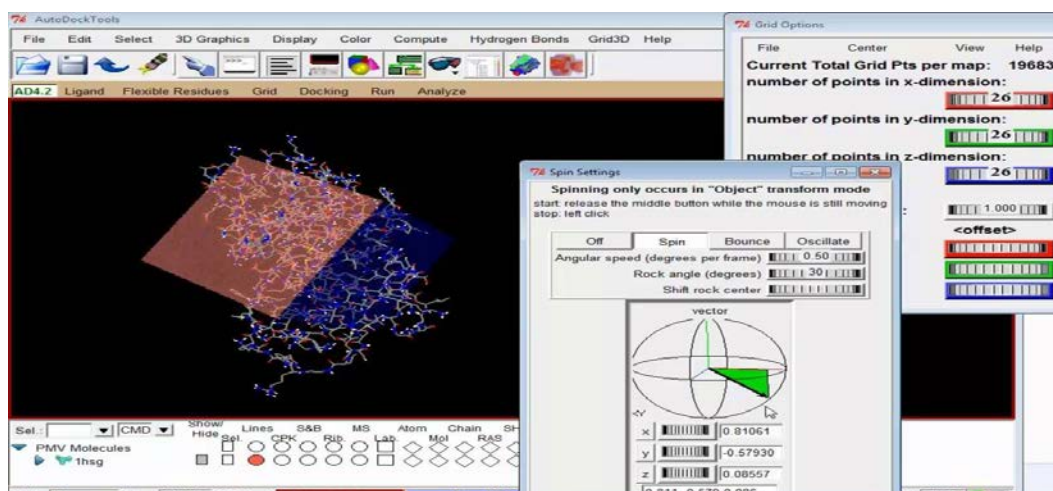 AutoDockTools
File Edit Select 3D Graphics Display Color Compute Hydrogen Bonds Grid3D Help
AD4.2 Ligand Flexible Residues Grid Docking Run Analyze
Grid Options
File Center View Help
Current Total Grid Pts per map: 19683
number of points in x-dimension:
26
number of points in y-dimension:
26
number of points in z-dimension:
26
1.000
<offset>
Spin Settings
Spinning only occurs in "Object" transform mode
start: release the middle button while the mouse is still moving
stop: left click
Off Spin Bounce Oscillate
Angular speed (degrees per frame) 0.50
Rock angle (degrees) 30
Shift rock center
vector
x 0.81061
y -0.57930
z 0.08557
Sel.: CMD Show/ Lines S&B MS Atom Chain SH
Hide Sel. CPK Rib. Lab. Mol RAS
PMV Molecules
1hsg